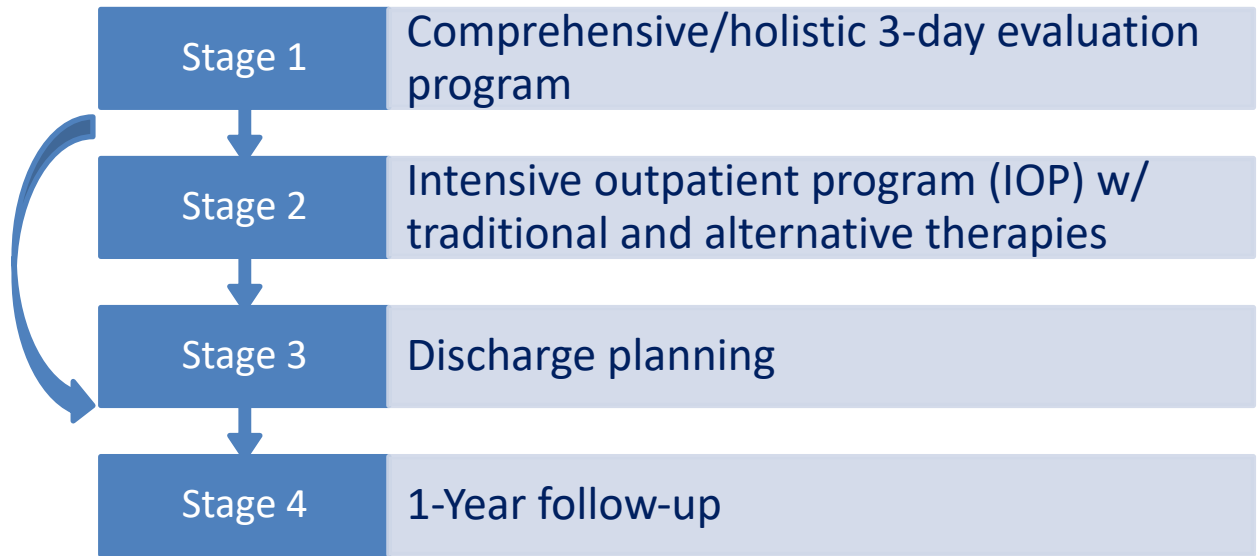 Stage 1
Comprehensive/holistic 3-day evaluation
program
Stage 2
Intensive outpatient program (IOP) w/
traditional and alternative therapies
Stage 3
Discharge planning
Stage 4
1-Year follow-up